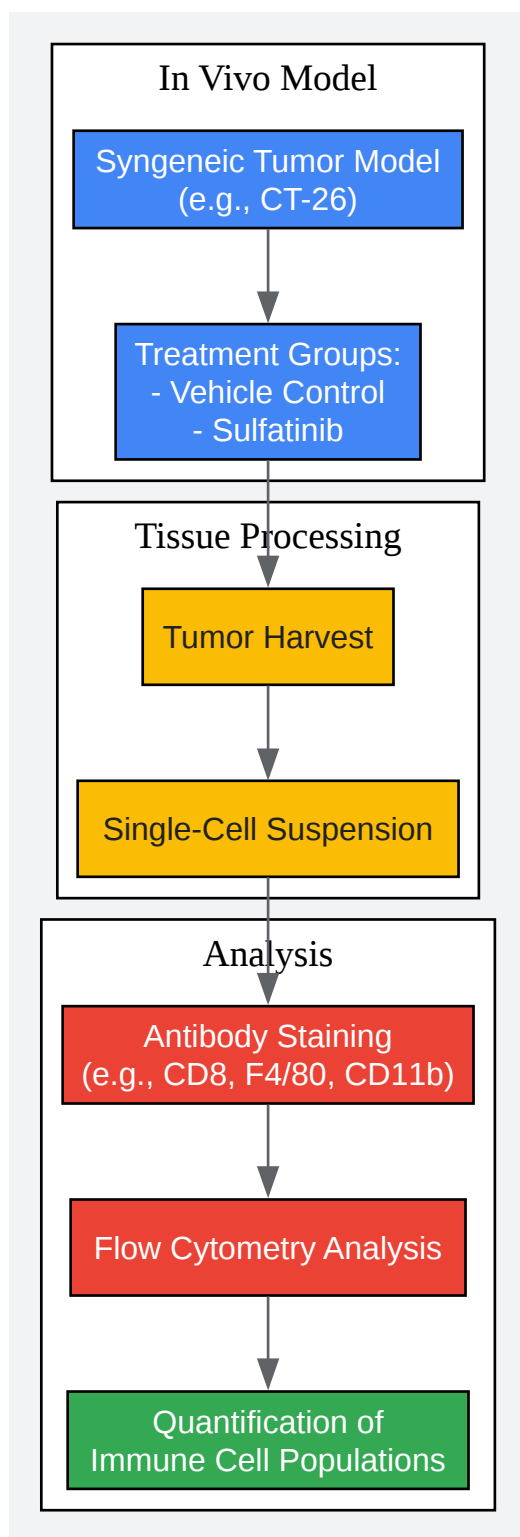 In Vivo Model
Syngeneic Tumor Model
(e.g., CT-26)
Treatment Groups:
- Vehicle Control
- Sulfatinib
Tissue Processing
Tumor Harvest
Single-Cell Suspension
Analysis
Antibody Staining
(e.g., CD8, F4/80, CD11b)
Flow Cytometry Analysis
Quantification of
Immune Cell Populations